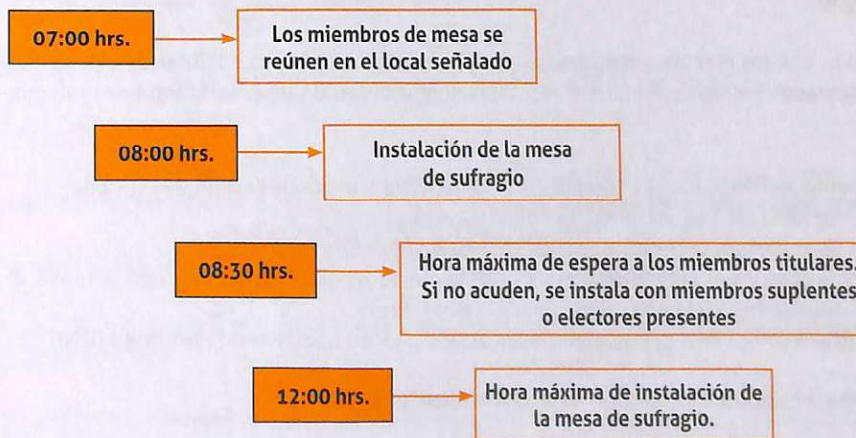 07:00 hrs.
Los miembros de mesa se
reúnen en el local señalado
08:00 hrs.
Instalación de la mesa
de sufragio
08:30 hrs.
Hora máxima de espera a los miembros titulares.
Si no acuden, se instala con miembros suplentes
o electores presentes
12:00 hrs.
Hora máxima de instalación de
la mesa de sufragio.